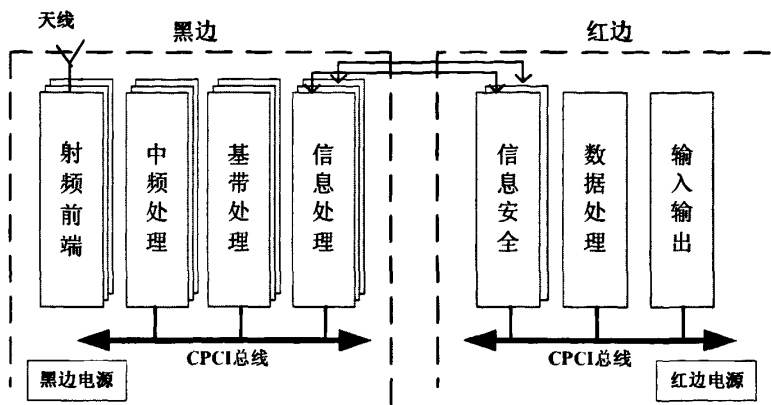 天线
黑边
红边
射频前端
中频处理
基带处理
信息处理
信息安全
数据处理
输入输出
CPCI总线
CPCI总线
黑边电源
红边电源